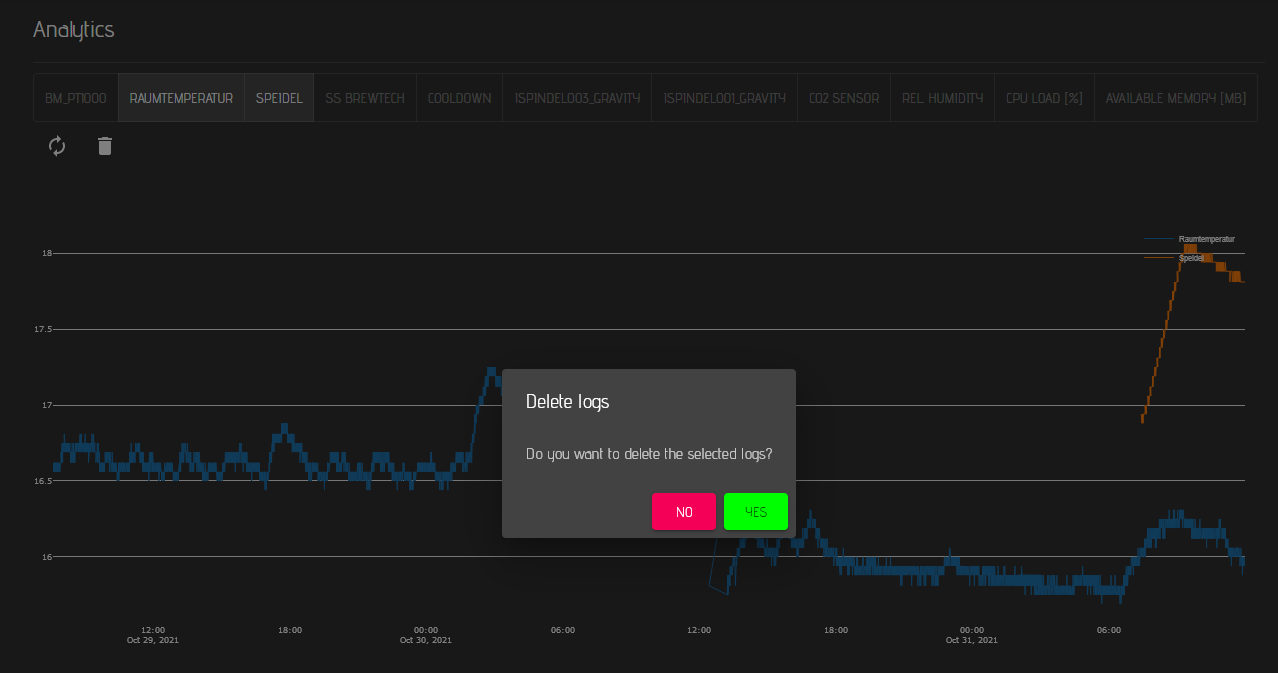 Analytics
BM_PT1000 RAUMTEMPERATUR SPEIDEL SS BREWTECH COOLDOWN ISPINDEL003_GRAVITY ISPINDEL001_GRAVITY CO2 SENSOR REL. HUMIDITY CPU LOAD [%] AVAILABLE MEMORY [MB]
Raumtemperatur
Speidel
18
17.5
17
16.5
16
Delete logs
Do you want to delete the selected logs?
NO YES
12:00 18:00 00:00 06:00 12:00 18:00 00:00 06:00
Oct 29, 2021 Oct 30, 2021 Oct 31, 2021